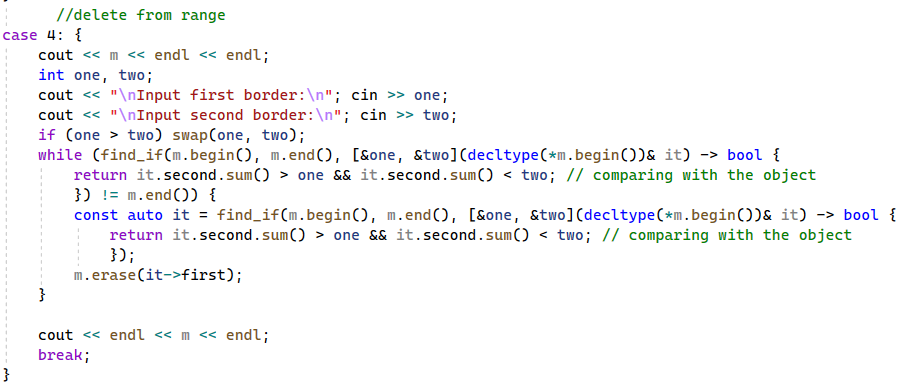 //delete from range
case 4: {
cout << m << endl << endl;
int one, two;
cout << "\nInput first border:\n"; cin >> one;
cout << "\nInput second border:\n"; cin >> two;
if (one > two) swap(one, two);
while (find_if(m.begin(), m.end(), [&one, &two](decltype(*m.begin())& it) -> bool {
return it.second.sum() > one && it.second.sum() < two; // comparing with the object
}) != m.end()) {
const auto it = find_if(m.begin(), m.end(), [&one, &two](decltype(*m.begin())& it) -> bool {
return it.second.sum() > one && it.second.sum() < two; // comparing with the object
});
m.erase(it->first);
}
cout << endl << m << endl;
break;
}